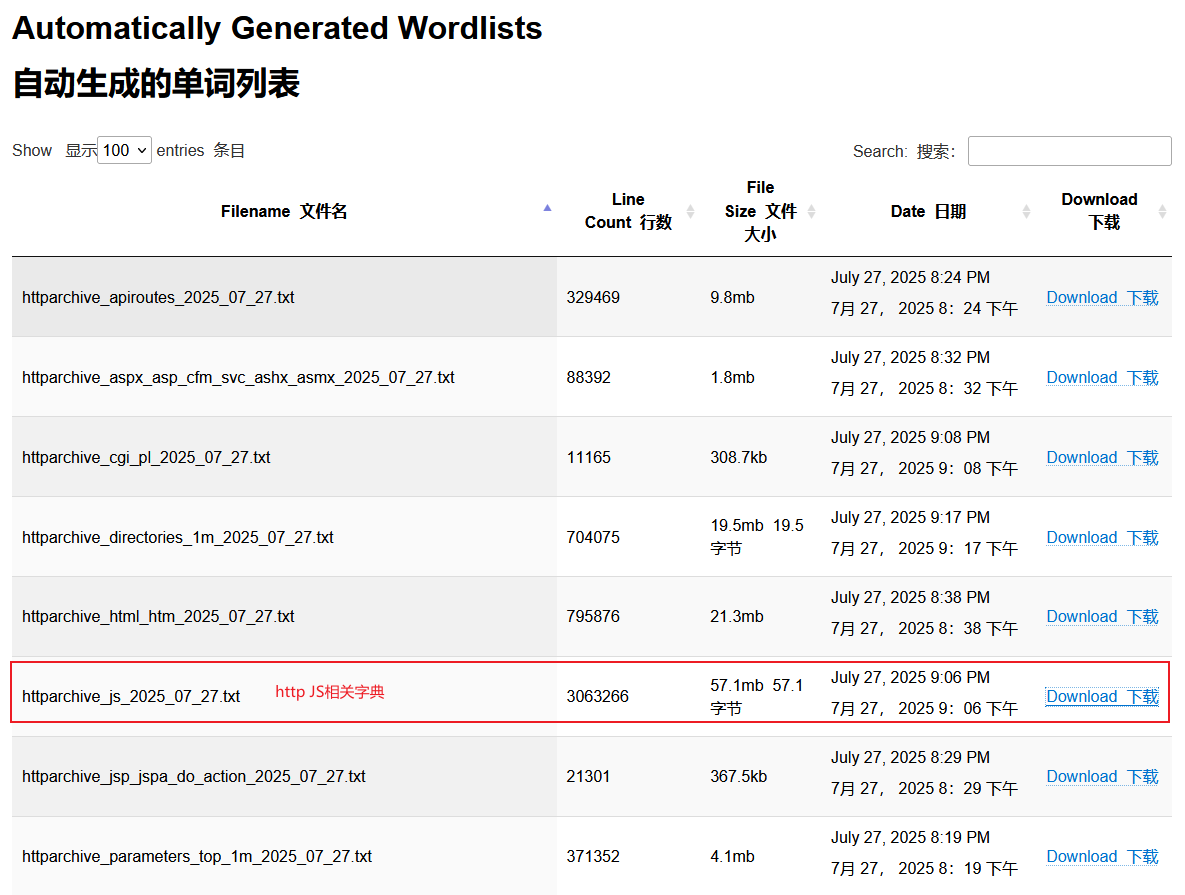 Automatically Generated Wordlists
自动生成的单词列表
Show 显示 100 entries 条目
Search: 搜索：
Filename 文件名
Line
Count 行数
File
Size 文件
大小
Date 日期
Download
下载
httparchive_apiroutes_2025_07_27.txt
329469
9.8mb
July 27, 2025 8:24 PM
7月 27， 2025 8：24 下午
Download 下载
httparchive_aspx_asp_cfm_svc_ashx_asmx_2025_07_27.txt
88392
1.8mb
July 27, 2025 8:32 PM
7月 27， 2025 8：32 下午
Download 下载
httparchive_cgi_pl_2025_07_27.txt
11165
308.7kb
July 27, 2025 9:08 PM
7月 27， 2025 9：08 下午
Download 下载
httparchive_directories_1m_2025_07_27.txt
704075
19.5mb 19.5
字节
July 27, 2025 9:17 PM
7月 27， 2025 9：17 下午
Download 下载
httparchive_html_htm_2025_07_27.txt
795876
21.3mb
July 27, 2025 8:38 PM
7月 27， 2025 8：38 下午
Download 下载
httparchive_js_2025_07_27.txt
http JS相关字典
3063266
57.1mb 57.1
字节
July 27, 2025 9:06 PM
7月 27， 2025 9：06 下午
Download 下载
httparchive_jsp_jspa_do_action_2025_07_27.txt
21301
367.5kb
July 27, 2025 8:29 PM
7月 27， 2025 8：29 下午
Download 下载
httparchive_parameters_top_1m_2025_07_27.txt
371352
4.1mb
July 27, 2025 8:19 PM
7月 27， 2025 8：19 下午
Download 下载